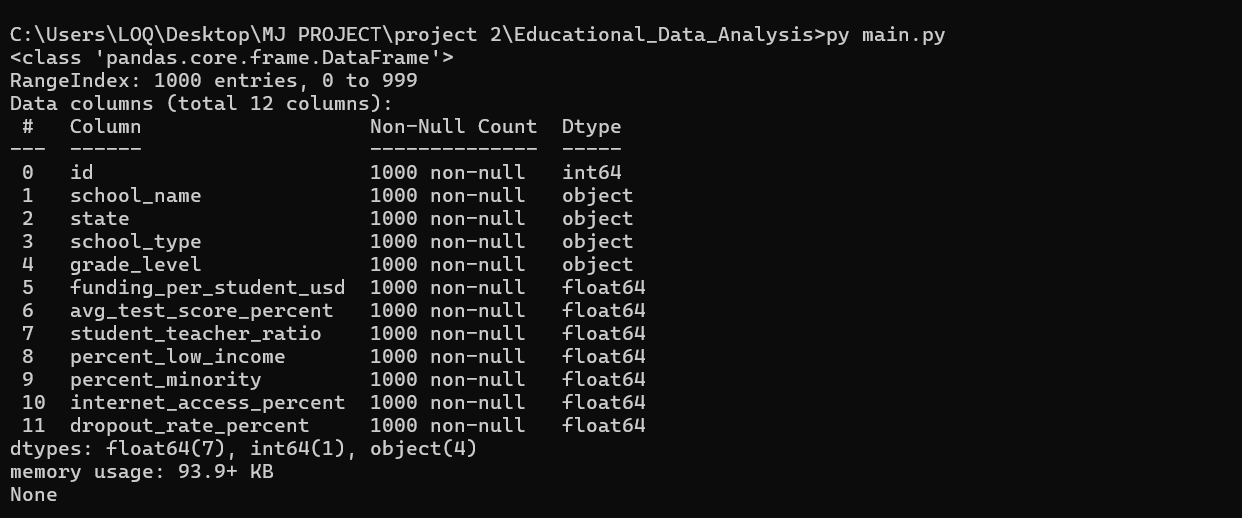 C:\Users\LOQ\Desktop\MJ PROJECT\project 2\Educational_Data_Analysis>py main.py
<class 'pandas.core.frame.DataFrame'>
RangeIndex: 1000 entries, 0 to 999
Data columns (total 12 columns):
 #   Column                   Non-Null Count  Dtype
---  ------                   --------------  -----
 0   id                       1000 non-null   int64
 1   school_name              1000 non-null   object
 2   state                    1000 non-null   object
 3   school_type              1000 non-null   object
 4   grade_level              1000 non-null   object
 5   funding_per_student_usd  1000 non-null   float64
 6   avg_test_score_percent   1000 non-null   float64
 7   student_teacher_ratio    1000 non-null   float64
 8   percent_low_income       1000 non-null   float64
 9   percent_minority         1000 non-null   float64
 10  internet_access_percent  1000 non-null   float64
 11  dropout_rate_percent     1000 non-null   float64
dtypes: float64(7), int64(1), object(4)
memory usage: 93.9+ KB
None